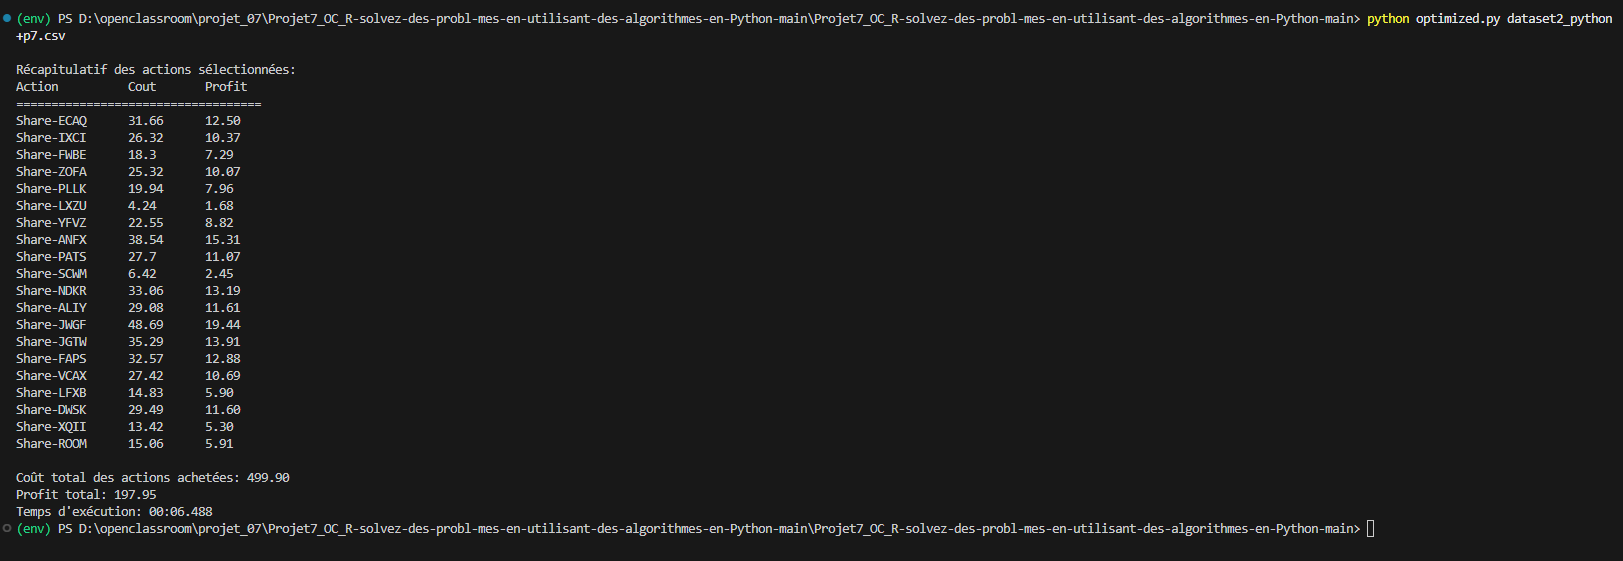 (env) PS D:\openclassroom\projet_07\Projet7_OC_R-solvez-des-probl-mes-en-utilisant-des-algorithmes-en-Python-main\Projet7_OC_R-solvez-des-probl-mes-en-utilisant-des-algorithmes-en-Python-main> python optimized.py dataset2_python
+p7.csv
Récapitulatif des actions sélectionnées:
Action Cout Profit
===================================
Share-ECAQ 31.66 12.50
Share-IXCI 26.32 10.37
Share-FWBE 18.3 7.29
Share-ZOFA 25.32 10.07
Share-PLLK 19.94 7.96
Share-LXZU 4.24 1.68
Share-YFVZ 22.55 8.82
Share-ANFX 38.54 15.31
Share-PATS 27.7 11.07
Share-SCWM 6.42 2.45
Share-NDKR 33.06 13.19
Share-ALIY 29.08 11.61
Share-JWGF 48.69 19.44
Share-JGTW 35.29 13.91
Share-FAPS 32.57 12.88
Share-VCAX 27.42 10.69
Share-LFXB 14.83 5.90
Share-DWSK 29.49 11.60
Share-XQII 13.42 5.30
Share-ROOM 15.06 5.91
Coût total des actions achetées: 499.90
Profit total: 197.95
Temps d'exécution: 00:06.488
(env) PS D:\openclassroom\projet_07\Projet7_OC_R-solvez-des-probl-mes-en-utilisant-des-algorithmes-en-Python-main\Projet7_OC_R-solvez-des-probl-mes-en-utilisant-des-algorithmes-en-Python-main>